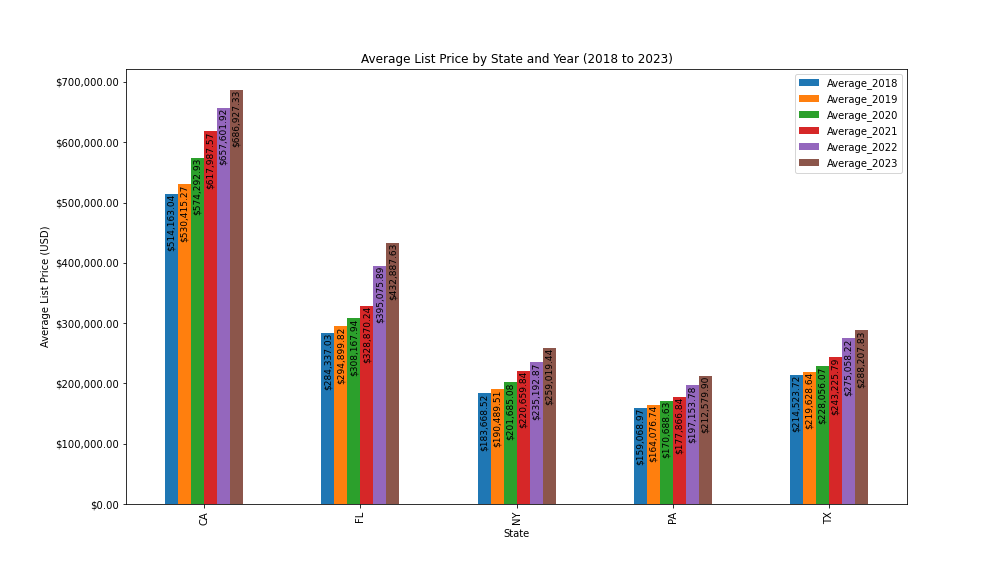 Average List Price by State and Year (2018 to 2023)
Average_2018
Average_2019
Average_2020
Average_2021
Average_2022
Average_2023
Average List Price (USD)
$700,000.00
$600,000.00
$500,000.00
$400,000.00
$300,000.00
$200,000.00
$100,000.00
$0.00
$514,163.04
$530,415.27
$574,292.93
$617,987.57
$657,601.92
$686,927.33
$284,337.03
$294,899.82
$308,167.94
$328,870.24
$395,075.89
$432,887.63
$183,668.52
$190,489.51
$201,685.08
$220,659.84
$235,192.87
$259,019.44
$159,068.97
$164,076.74
$170,688.63
$177,866.84
$197,153.78
$212,579.90
$214,523.72
$219,628.64
$228,056.07
$243,225.79
$275,058.22
$288,207.83
CA
FL
NY
PA
TX
State